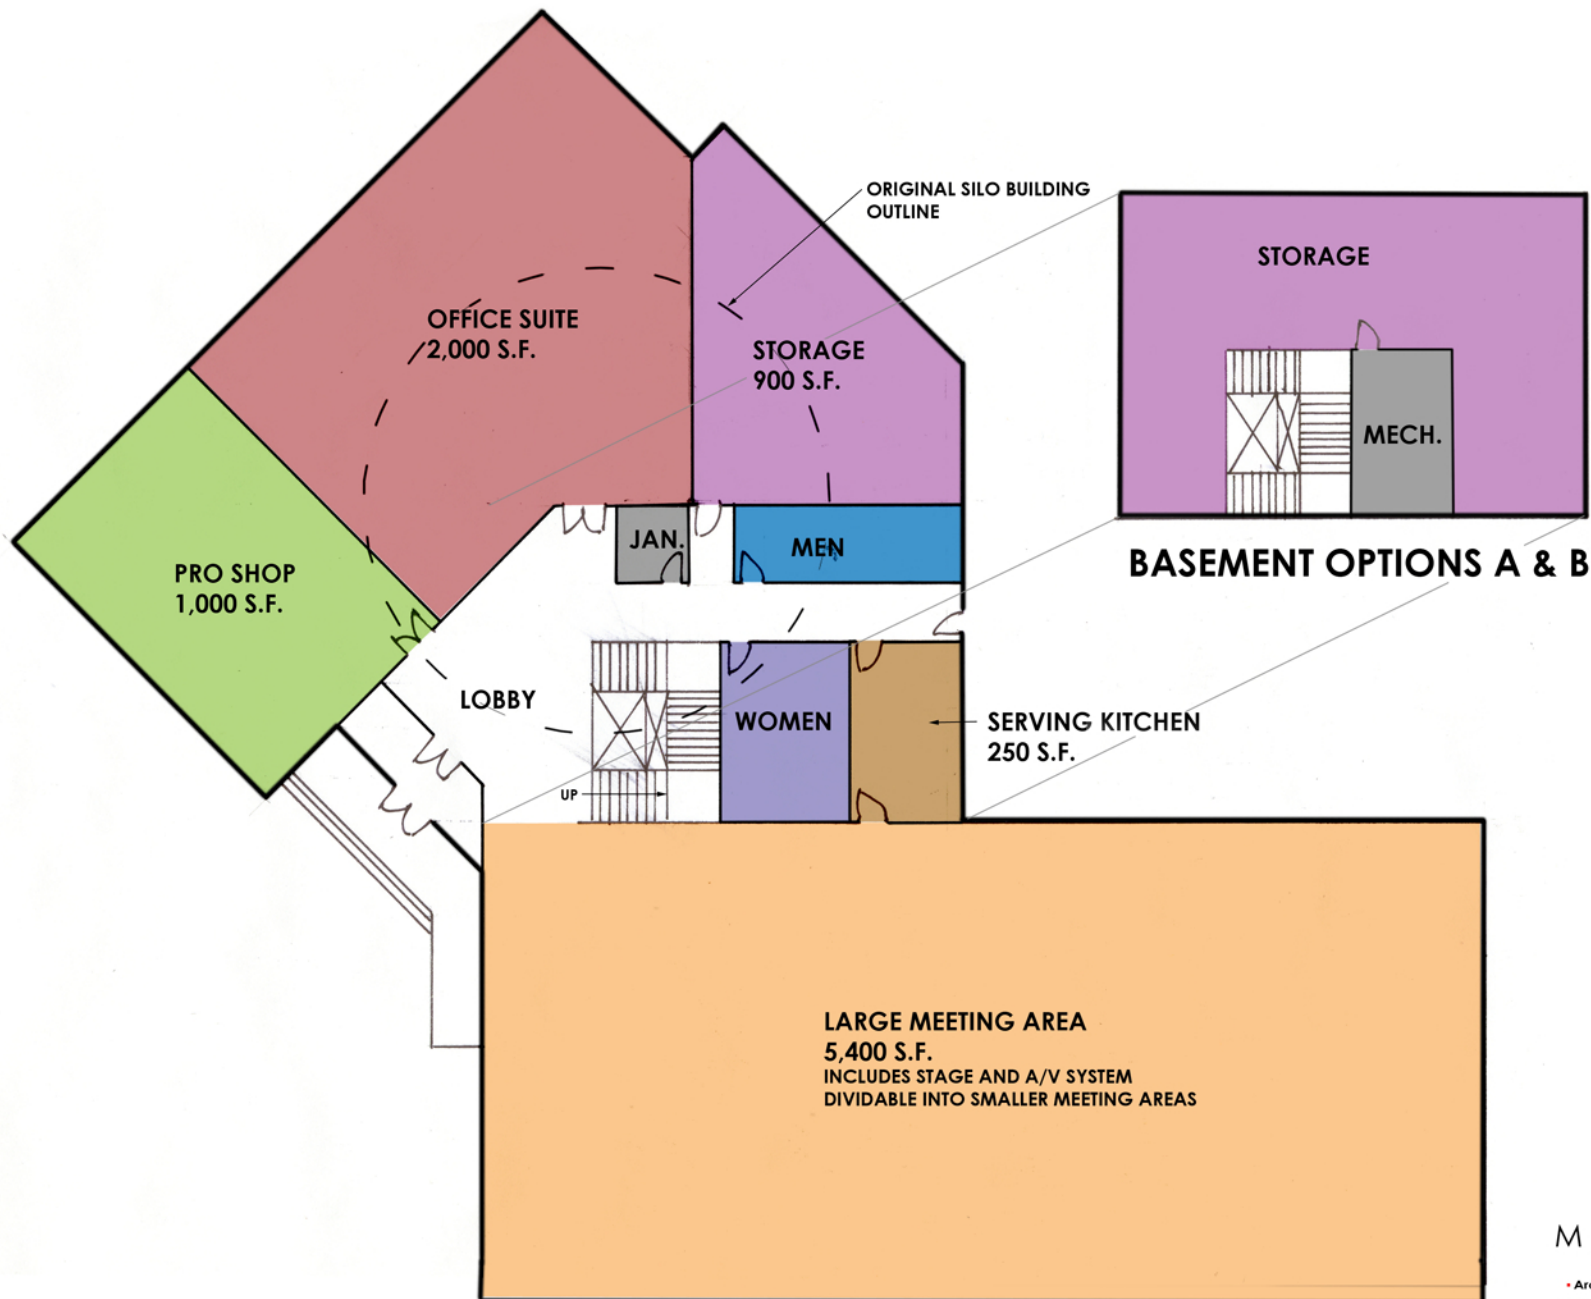 ORIGINAL SILO BUILDING
OUTLINE
STORAGE
OFFICE SUITE
2,000 S.F.
STORAGE
900 S.F.
MECH.
JAN.
MEN
BASEMENT OPTIONS A & B
PRO SHOP
1,000 S.F.
LOBBY
WOMEN
SERVING KITCHEN
250 S.F.
UP
LARGE MEETING AREA
5,400 S.F.
INCLUDES STAGE AND A/V SYSTEM
DIVIDABLE INTO SMALLER MEETING AREAS
M